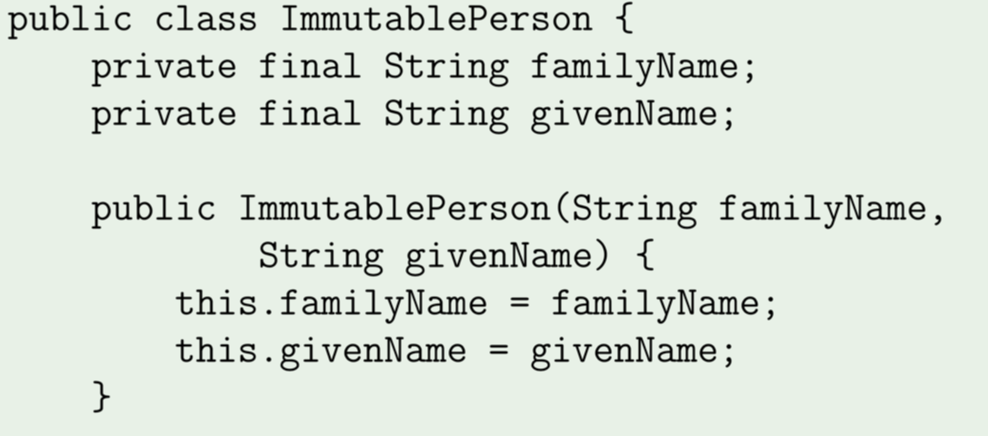 public class ImmutablePerson {
    private final String familyName;
    private final String givenName;

    public ImmutablePerson(String familyName,
            String givenName) {
        this.familyName = familyName;
        this.givenName = givenName;
    }